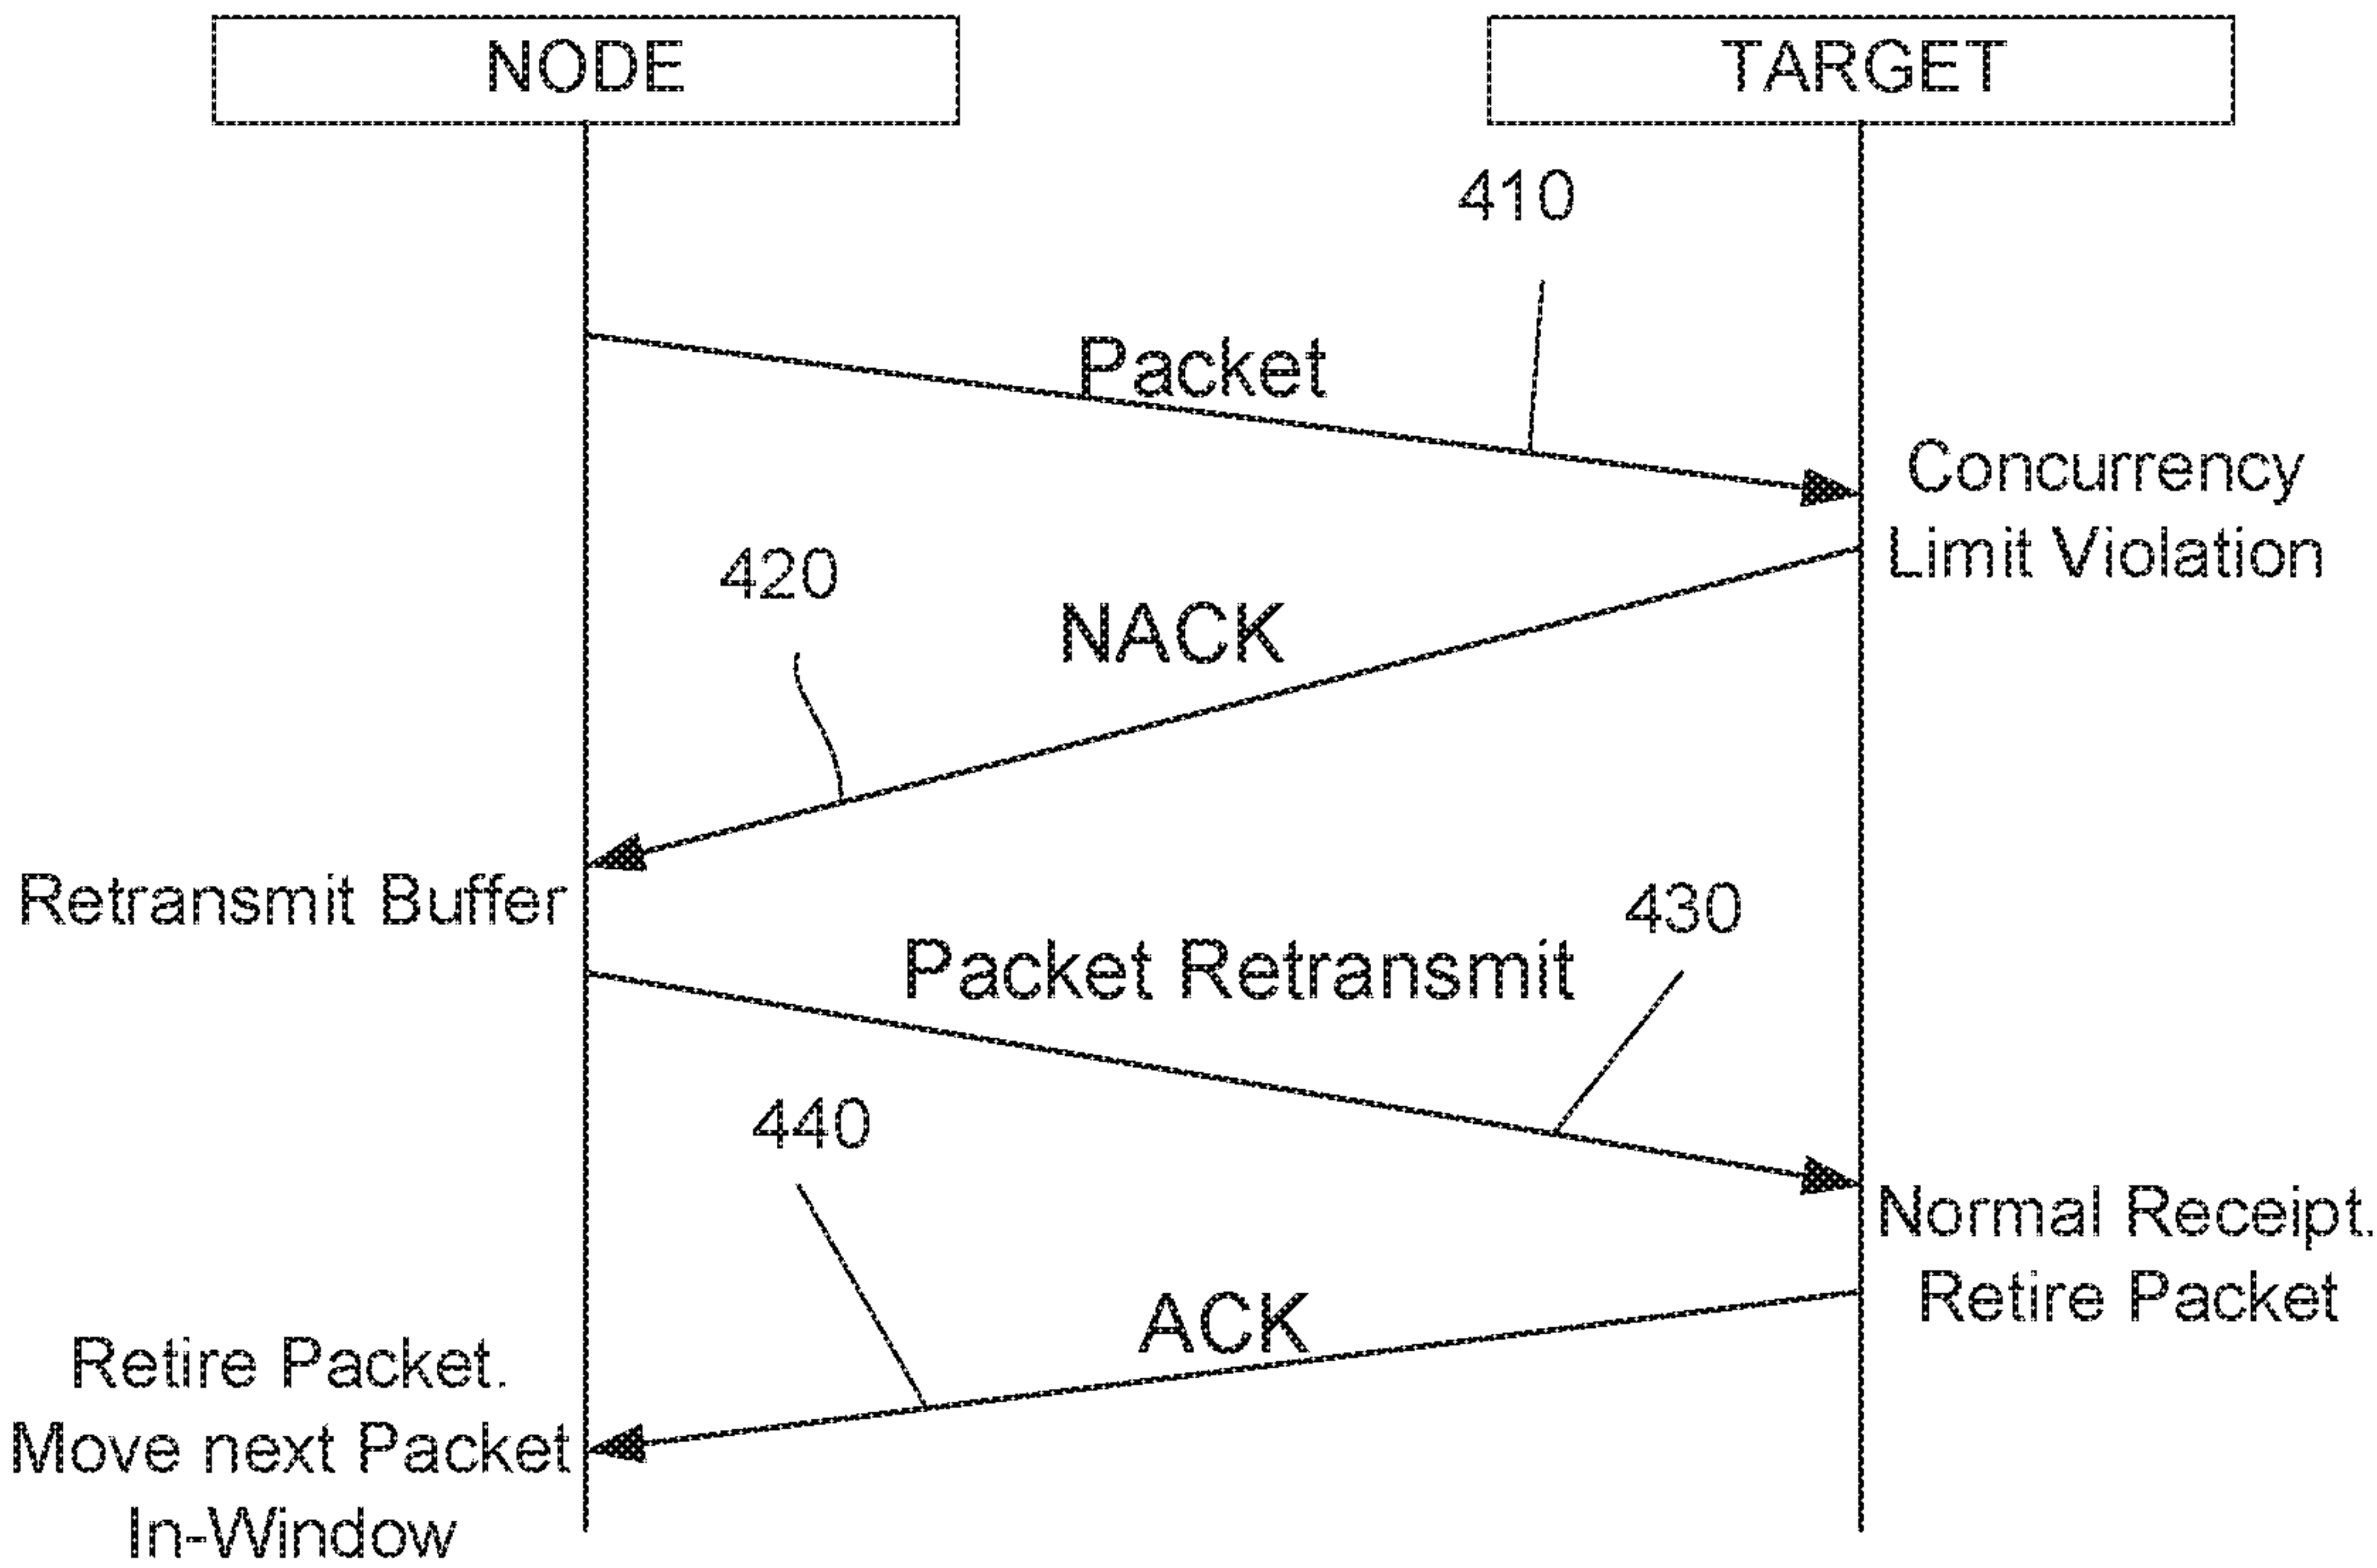 NODE
TARGET
410
Packet
Concurrency
Limit Violation
420
NACK
Retransmit Buffer
430
Packet Retransmit
440
Normal Receipt.
Retire Packet
ACK
Retire Packet.
Move next Packet
In-Window